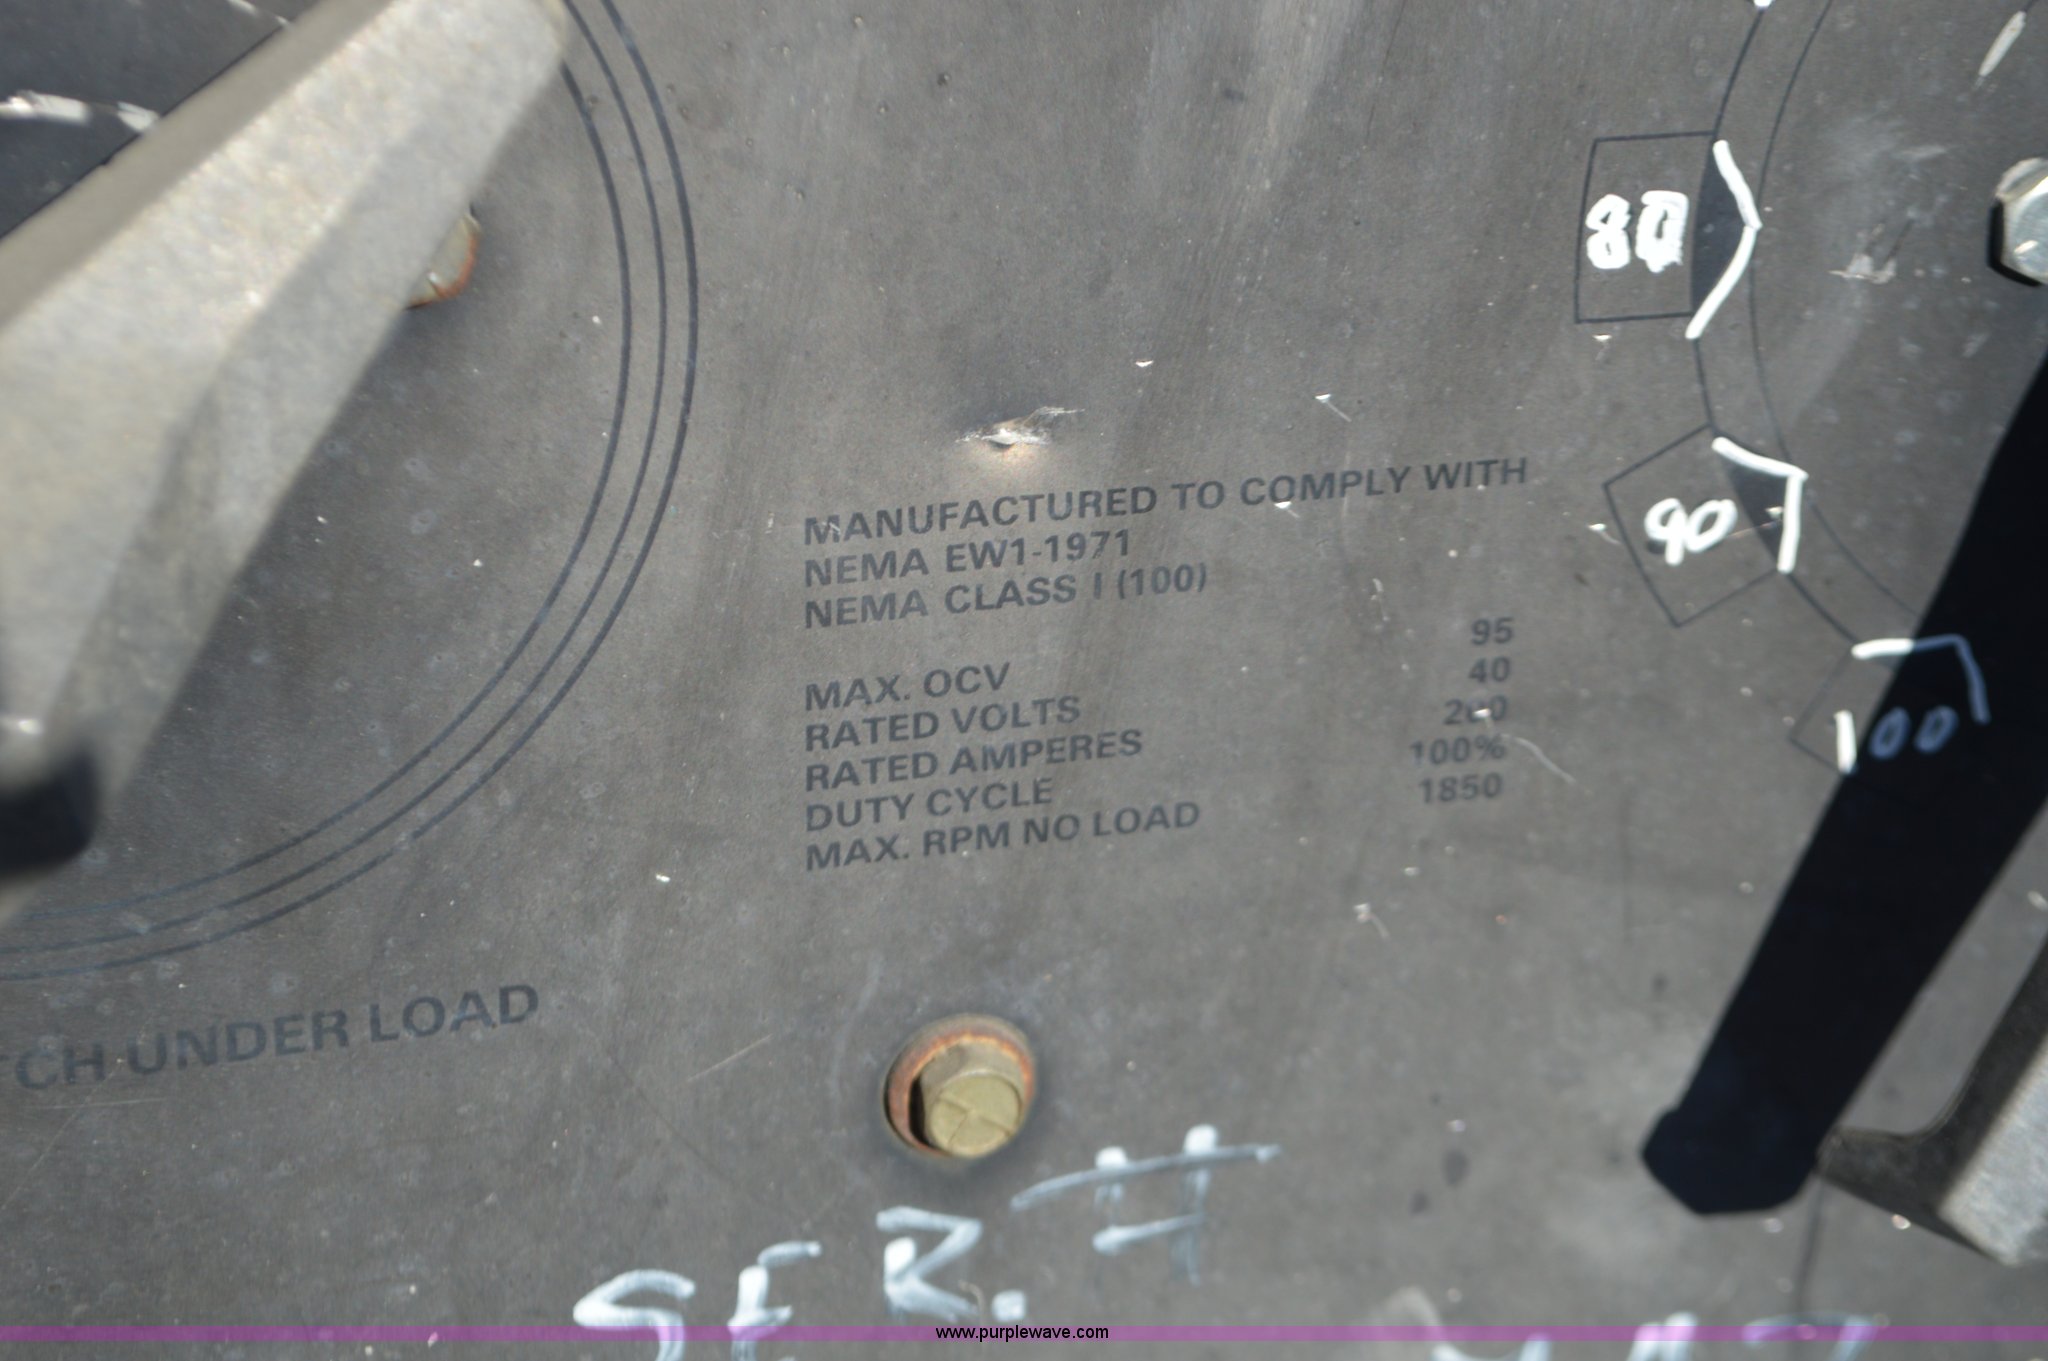 80
90
100
MANUFACTURED TO COMPLY WITH
NEMA EW1-1971
NEMA CLASS I (100)
MAX. OCV 95
RATED VOLTS 40
RATED AMPERES 200
DUTY CYCLE 100%
MAX. RPM NO LOAD 1850
UNDER LOAD
SER. #
www.purplewave.com